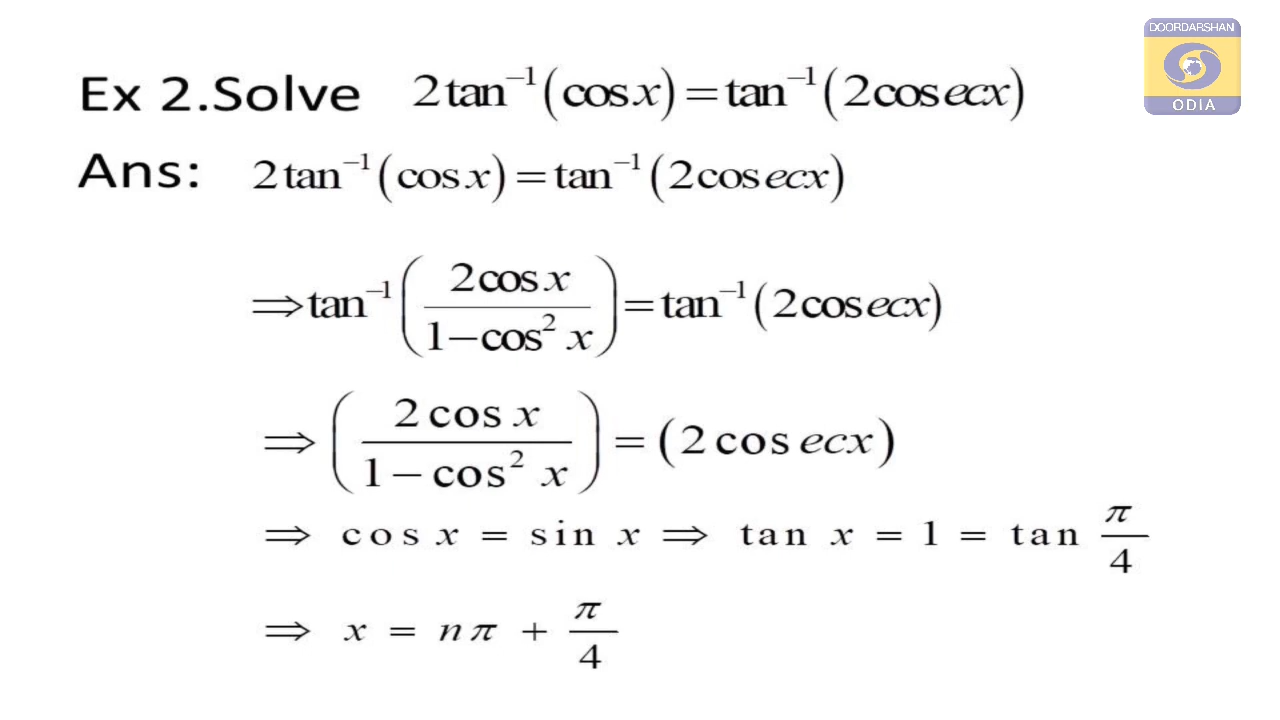 DOORDARSHAN
ODIA
Ex 2.Solve 2tan⁻¹(cosx)=tan⁻¹(2cosecx)
Ans: 2tan⁻¹(cosx)=tan⁻¹(2cosecx)
⇒tan⁻¹(2cosx/1−cos²x)=tan⁻¹(2cosecx)
⇒(2cosx/1−cos²x)=(2cosecx)
⇒ cosx = sinx ⇒ tanx = 1 = tan π/4
⇒ x = nπ + π/4